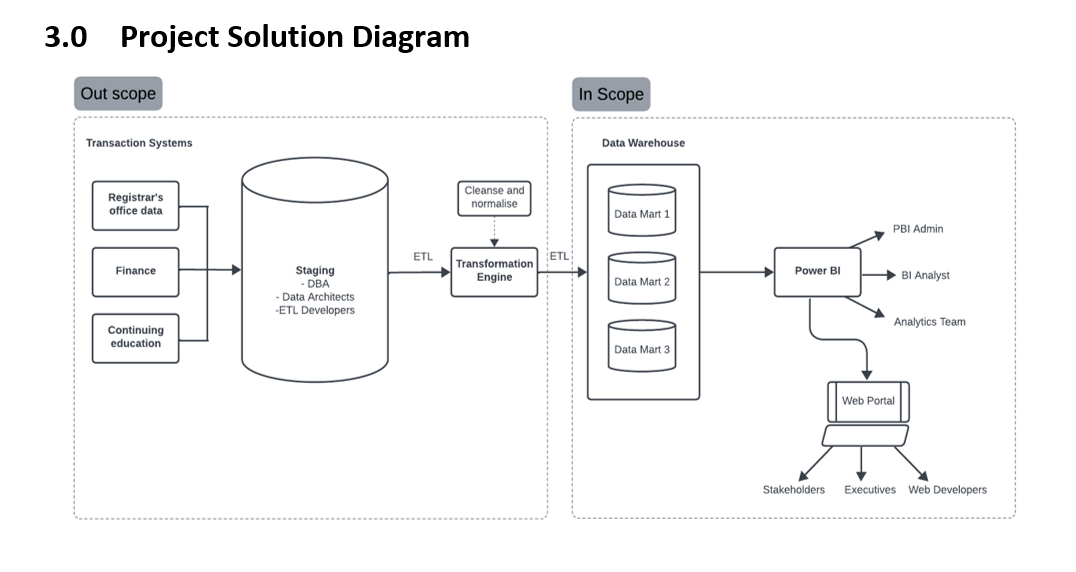 3.0 Project Solution Diagram
Out scope
In Scope
Transaction Systems
Registrar's
office data
Finance
Continuing
education
Staging
- DBA
- Data Architects
-ETL Developers
ETL
Cleanse and
normalise
Transformation
Engine
ETL
Data Warehouse
Data Mart 1
Data Mart 2
Data Mart 3
Power BI
PBI Admin
BI Analyst
Analytics Team
Web Portal
Stakeholders
Executives
Web Developers